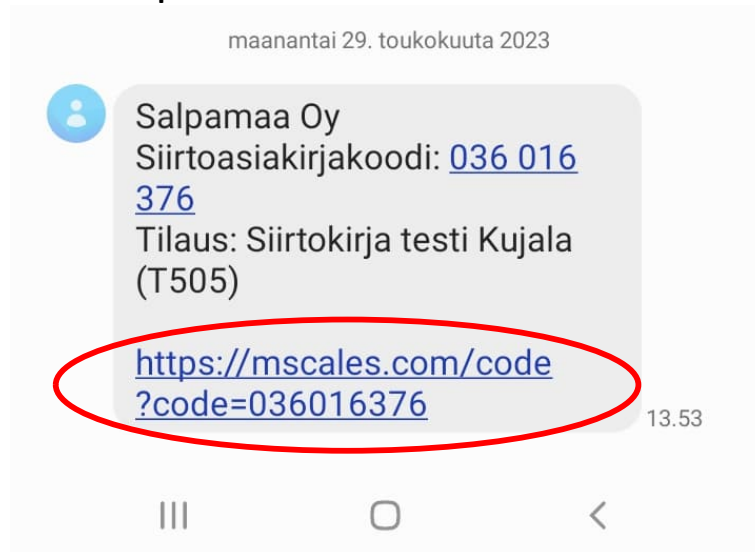 maanantai 29. toukokuuta 2023
Salpamaa Oy
Siirtoasiakirjakoodi: 036 016
376
Tilaus: Siirtokirja testi Kujala
(T505)
https://mscales.com/code
?code=036016376
13.53